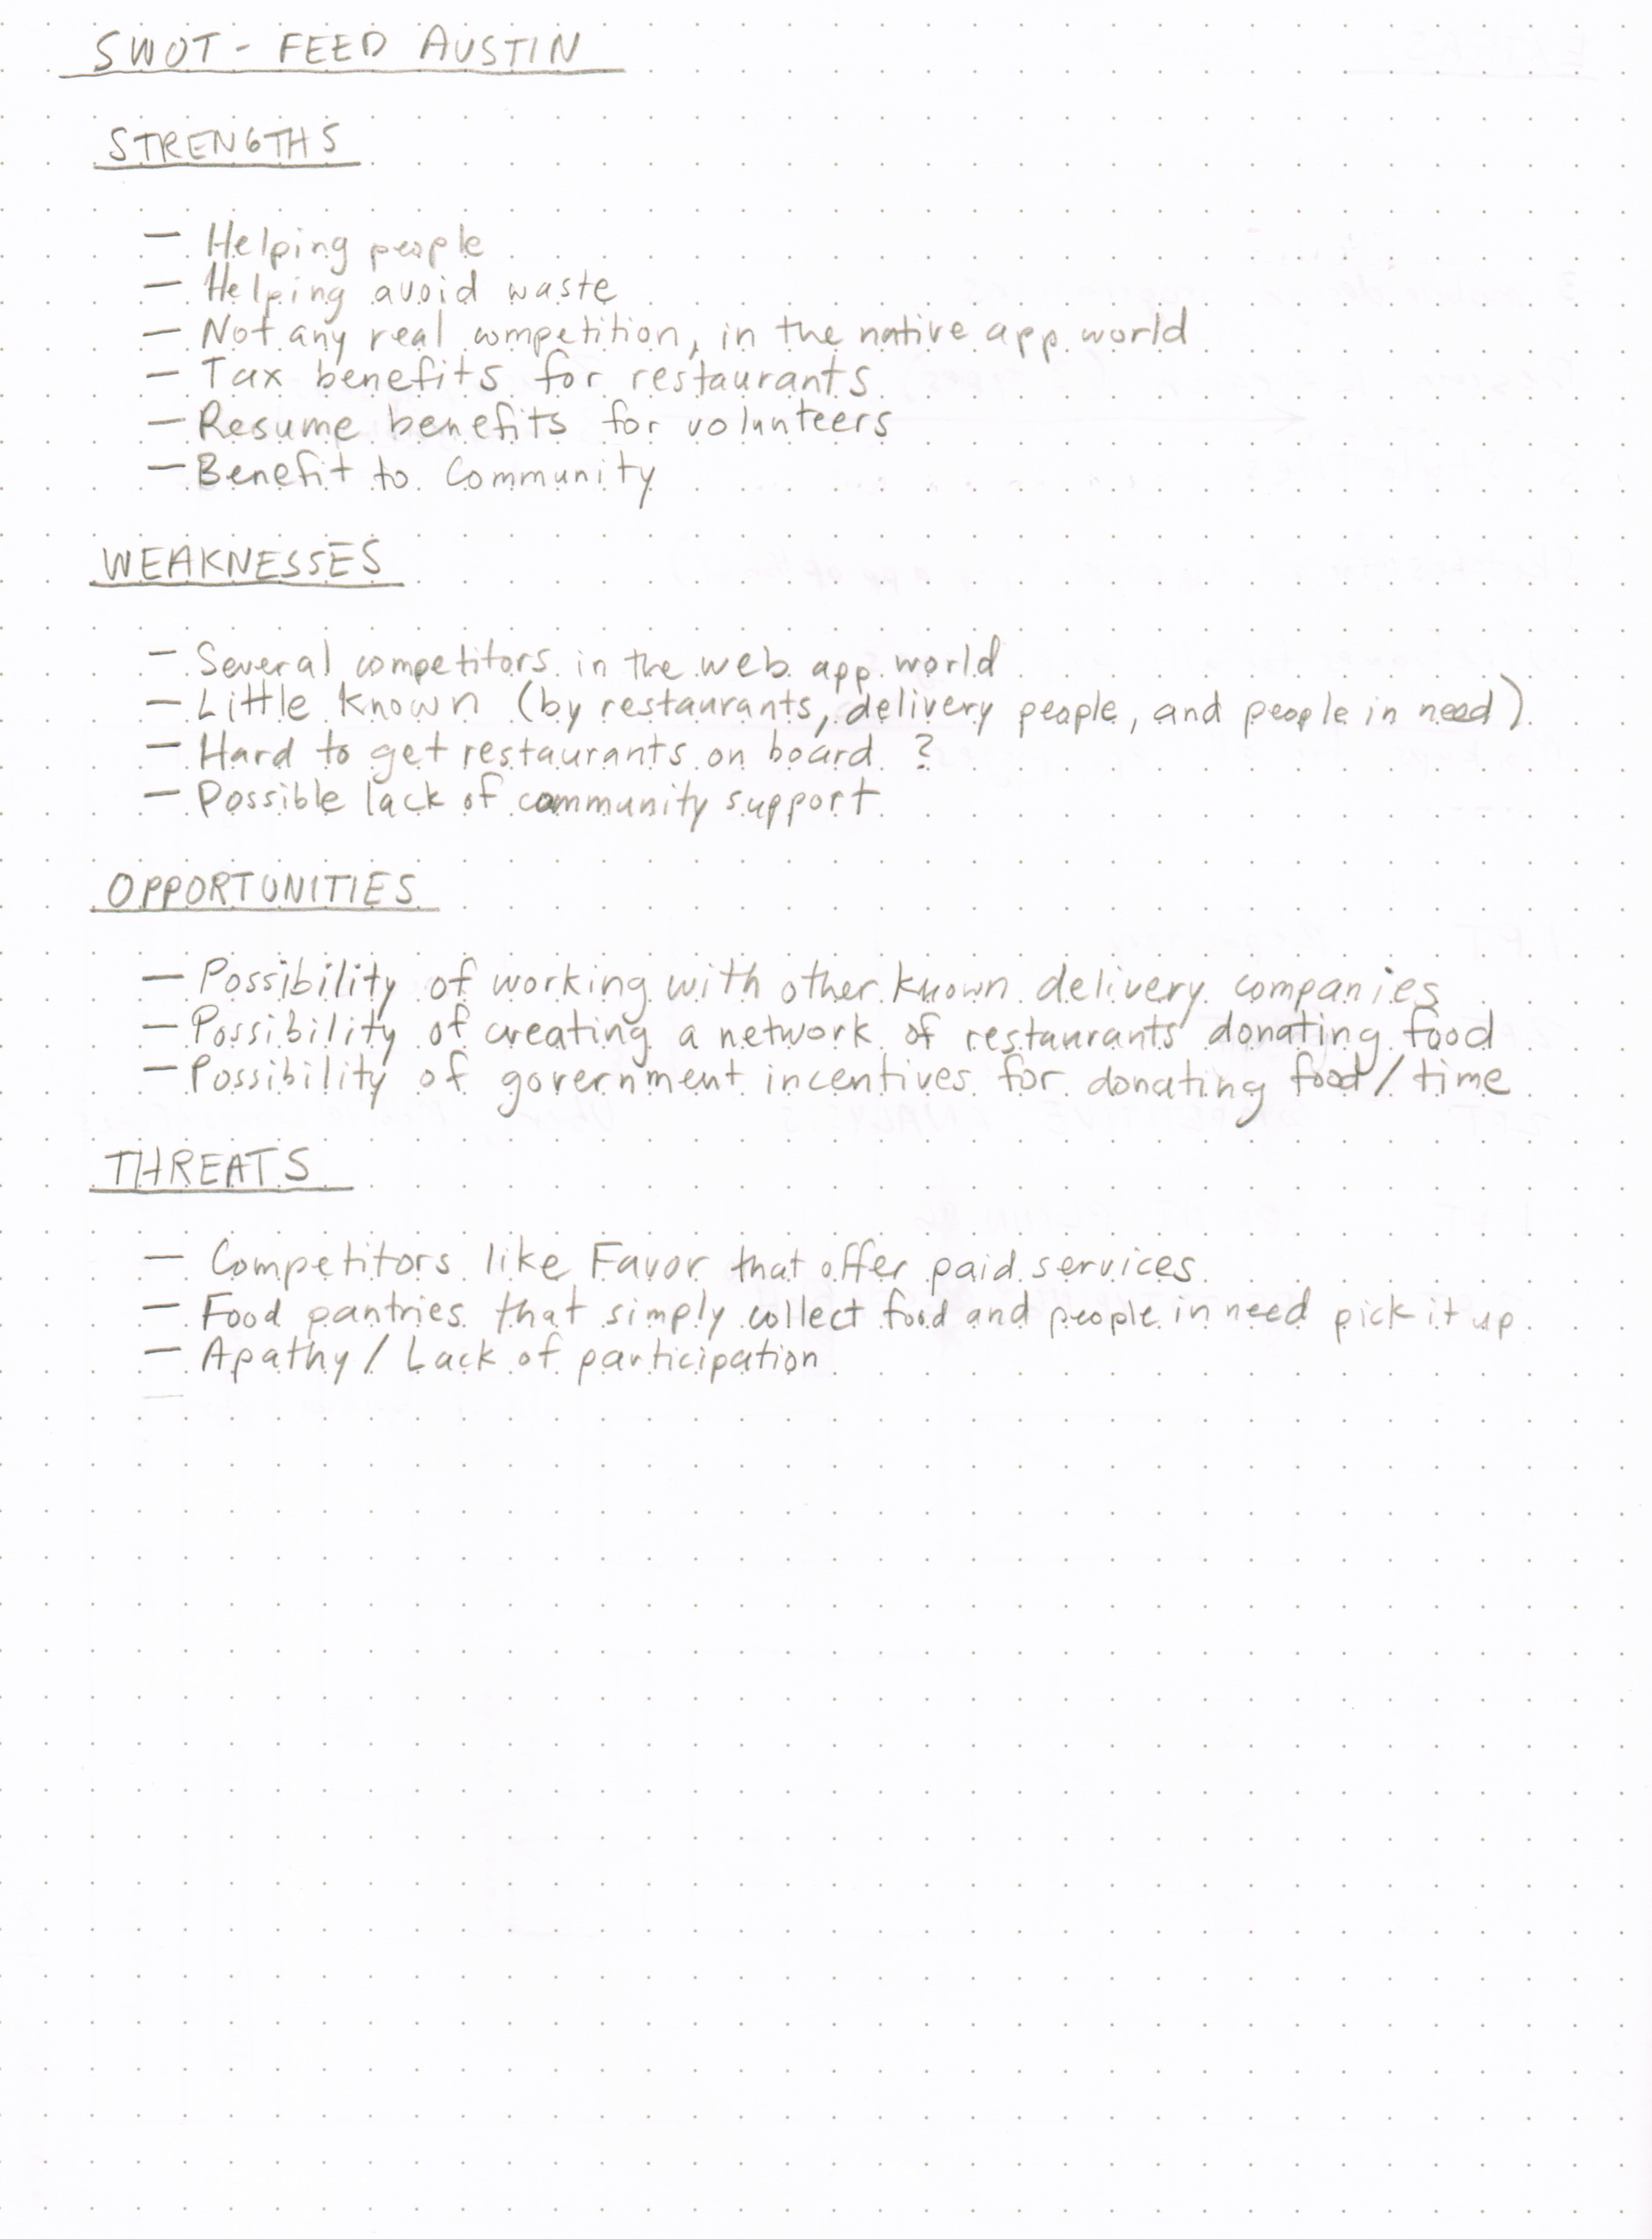 SWOT - FEED AUSTIN
STRENGTHS
— Helping people
— Helping avoid waste
— Not any real competition, in the native app world
— Tax benefits for restaurants
— Resume benefits for volunteers
— Benefit to Community
WEAKNESSES
— Several competitors in the web app world
— Little known (by restaurants, delivery people, and people in need)
— Hard to get restaurants on board ?
— Possible lack of community support
OPPORTUNITIES
— Possibility of working with other known delivery companies
— Possibility of creating a network of restaurants donating food
— Possibility of government incentives for donating food / time
THREATS
— Competitors like Favor that offer paid services
— Food pantries that simply collect food and people in need pick it up
— Apathy / Lack of participation